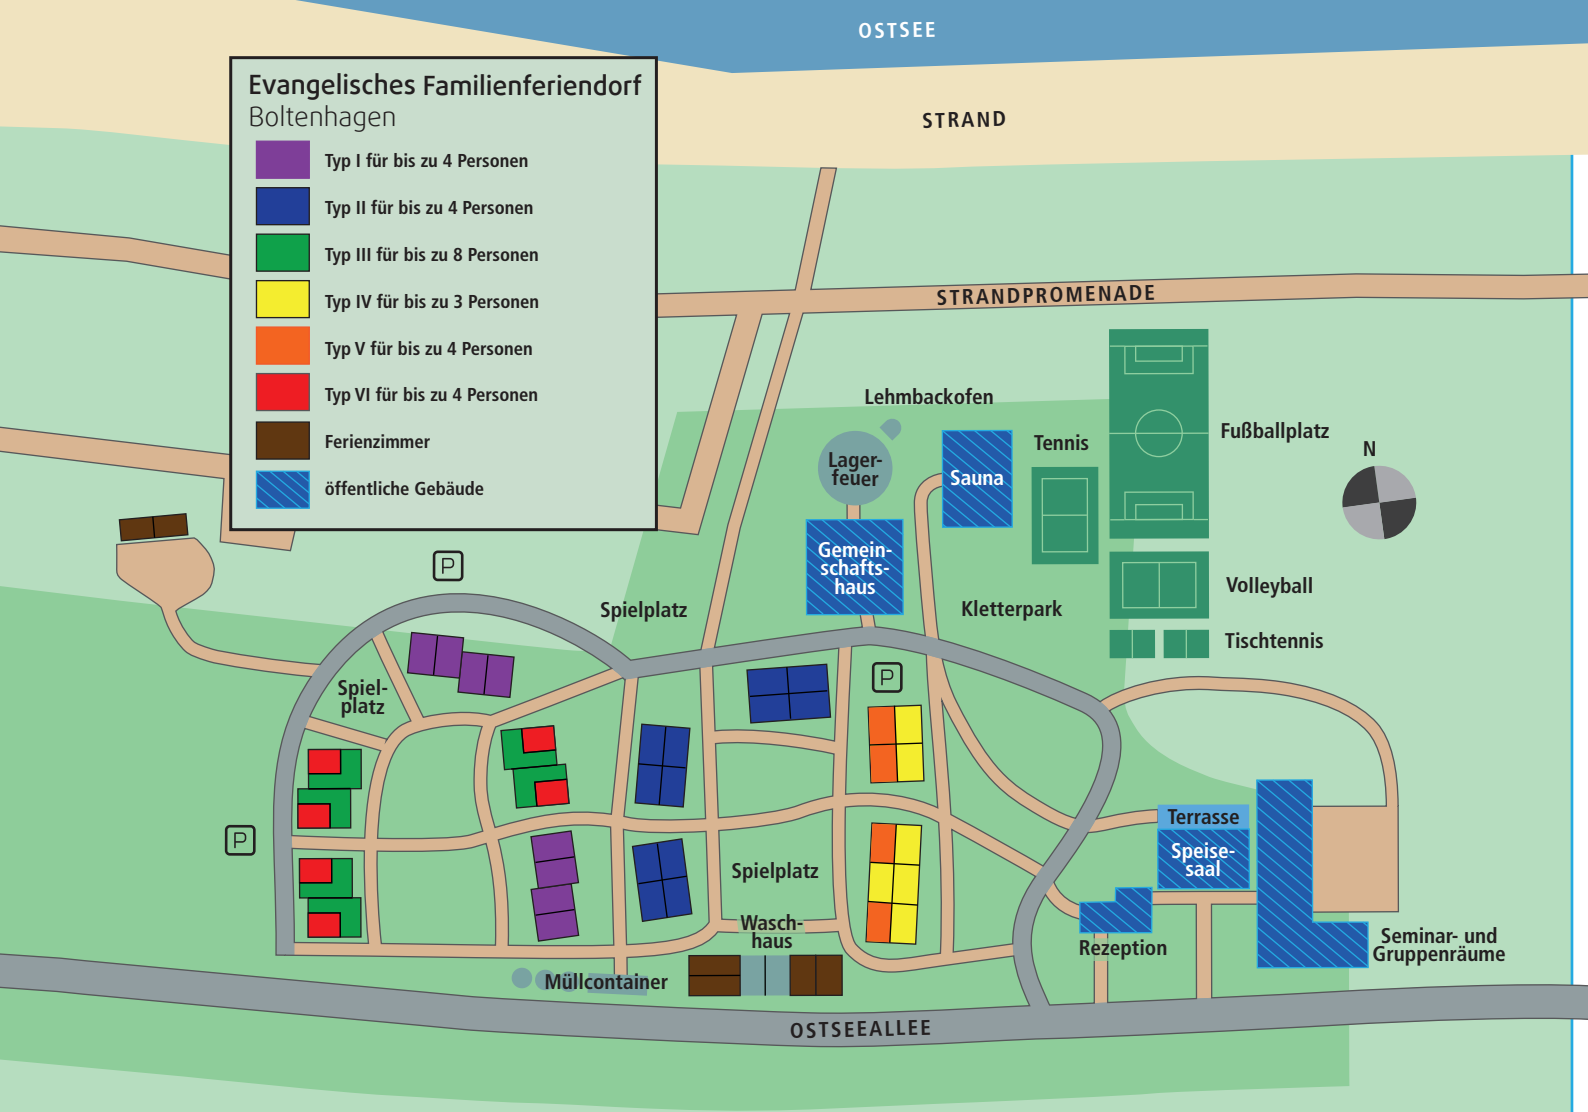 OSTSEE
STRAND
Evangelisches Familienferiendorf
Boltenhagen
Typ I für bis zu 4 Personen
Typ II für bis zu 4 Personen
Typ III für bis zu 8 Personen
Typ IV für bis zu 3 Personen
Typ V für bis zu 4 Personen
Typ VI für bis zu 4 Personen
Ferienzimmer
öffentliche Gebäude
STRANDPROMENADE
Lehmbackofen
Lager-
feuer
Sauna
Tennis
Fußballplatz
N
Gemein-
schafts-
haus
P
Spielplatz
Kletterpark
Volleyball
Tischtennis
Spiel-
platz
P
P
Terrasse
Speise-
saal
Spielplatz
Wasch-
haus
Rezeption
Seminar- und
Gruppenräume
Müllcontainer
OSTSEEALLEE